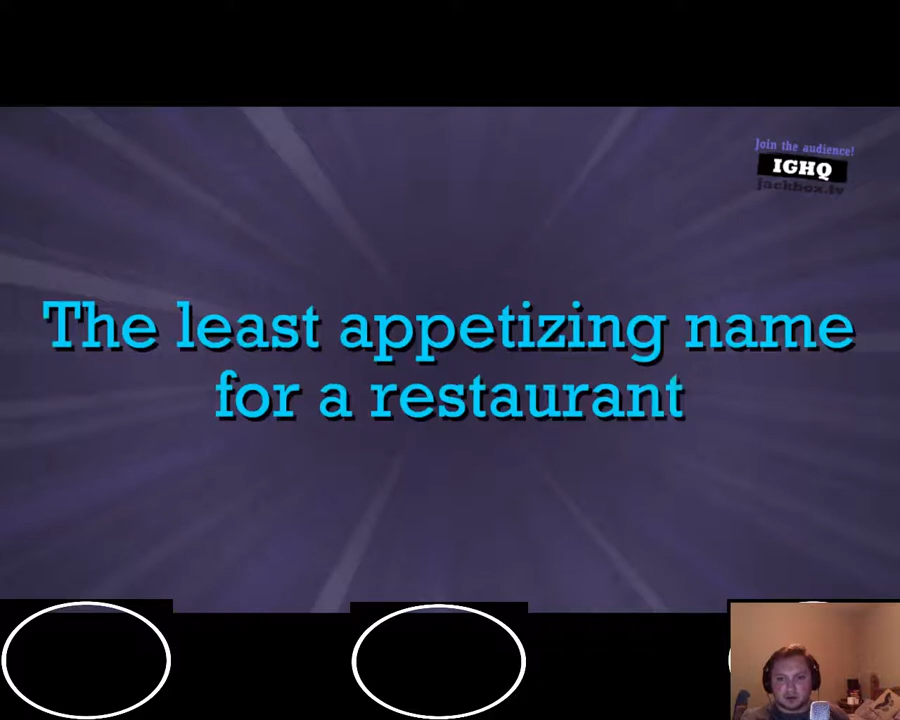 Join the audience!
IGHQ
jackbox.tv
The least appetizing name
for a restaurant